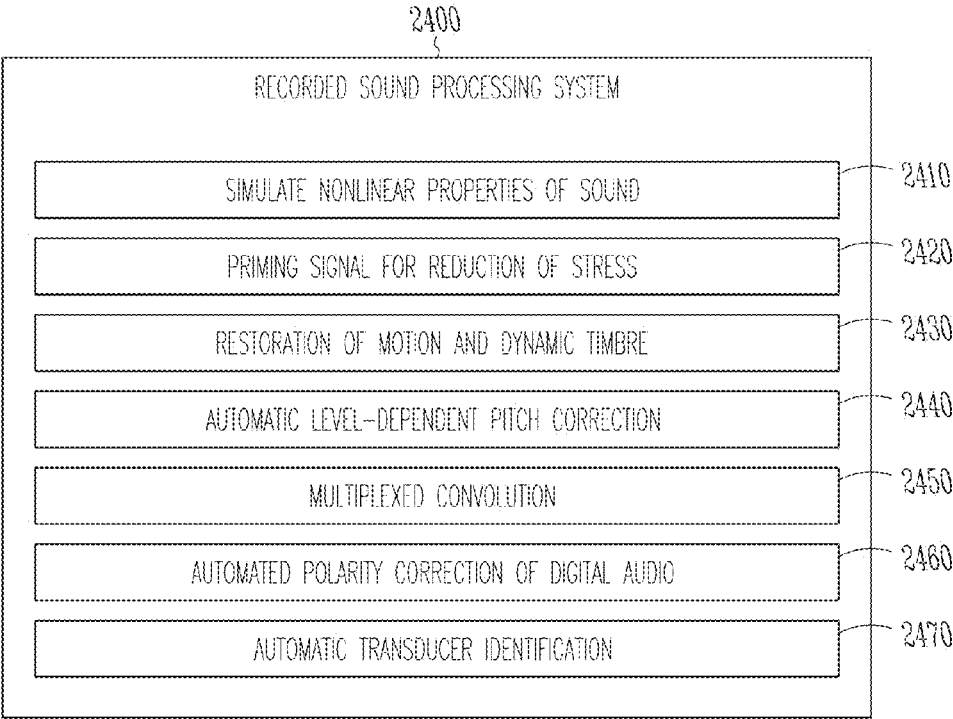 2400
RECORDED SOUND PROCESSING SYSTEM
SIMULATE NONLINEAR PROPERTIES OF SOUND 2410
PRIMING SIGNAL FOR REDUCTION OF STRESS 2420
RESTORATION OF MOTION AND DYNAMIC TIMBRE 2430
AUTOMATIC LEVEL-DEPENDENT PITCH CORRECTION 2440
MULTIPLEXED CONVOLUTION 2450
AUTOMATED POLARITY CORRECTION OF DIGITAL AUDIO 2460
AUTOMATIC TRANSDUCER IDENTIFICATION 2470